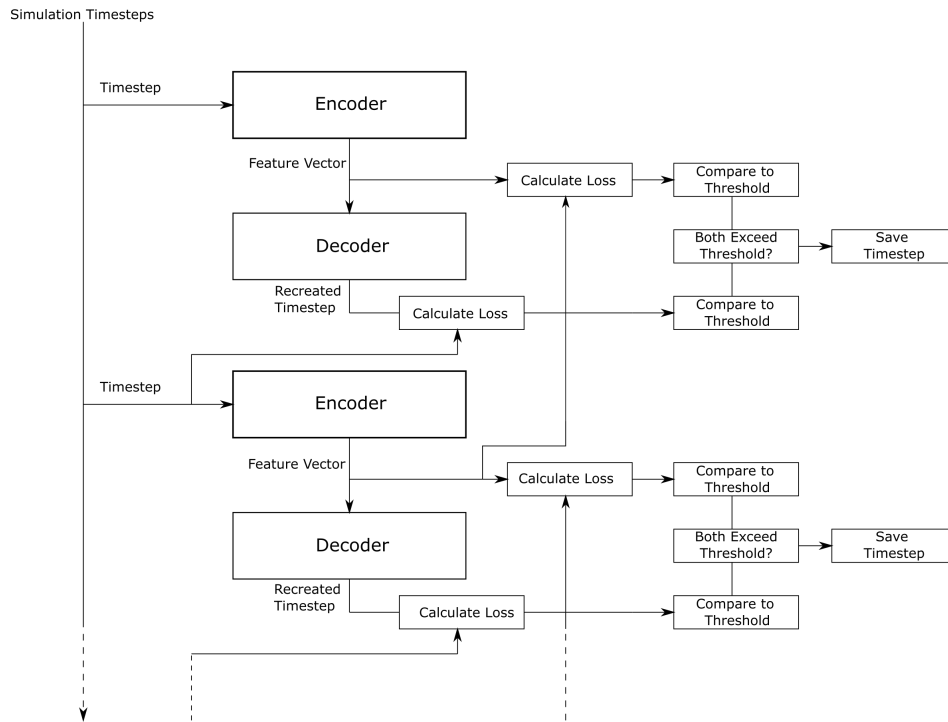 Simulation Timesteps
Timestep
Encoder
Feature Vector
Calculate Loss
Compare to
Threshold
Decoder
Both Exceed
Threshold?
Save
Timestep
Recreated
Timestep
Calculate Loss
Compare to
Threshold
Timestep
Encoder
Feature Vector
Calculate Loss
Compare to
Threshold
Decoder
Both Exceed
Threshold?
Save
Timestep
Recreated
Timestep
Calculate Loss
Compare to
Threshold